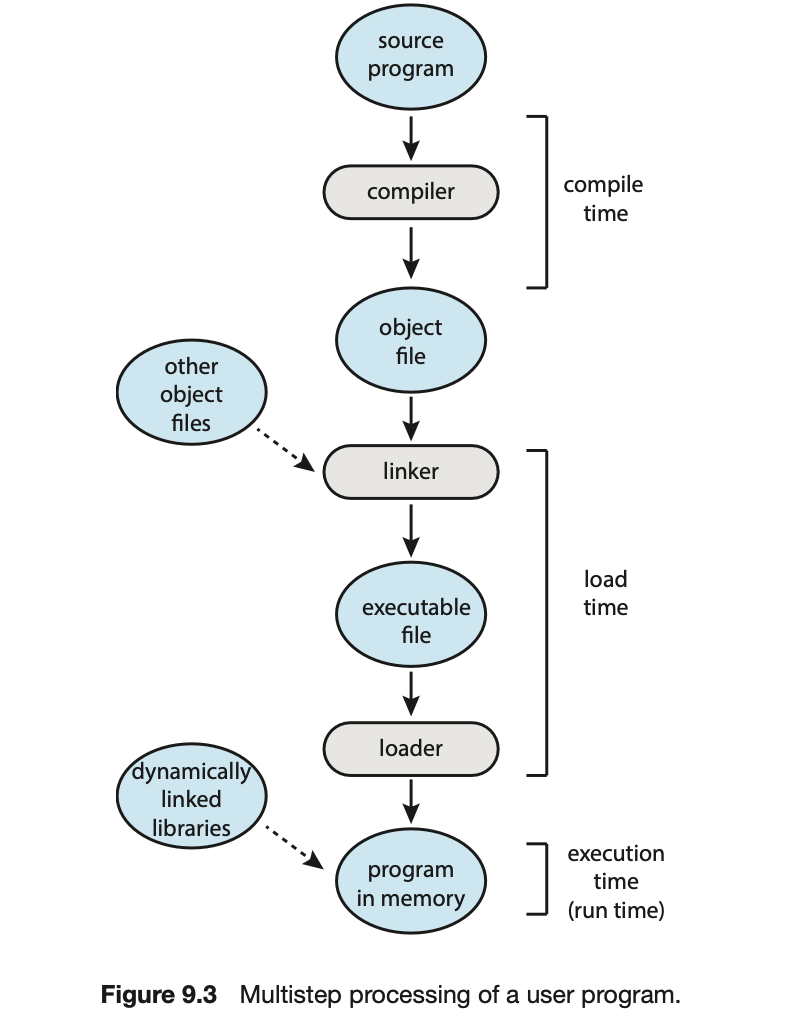 source
program
compiler
compile
time
object
file
other
object
files
linker
load
time
executable
file
loader
dynamically
linked
libraries
program
in memory
execution
time
(run time)
Figure 9.3 Multistep processing of a user program.